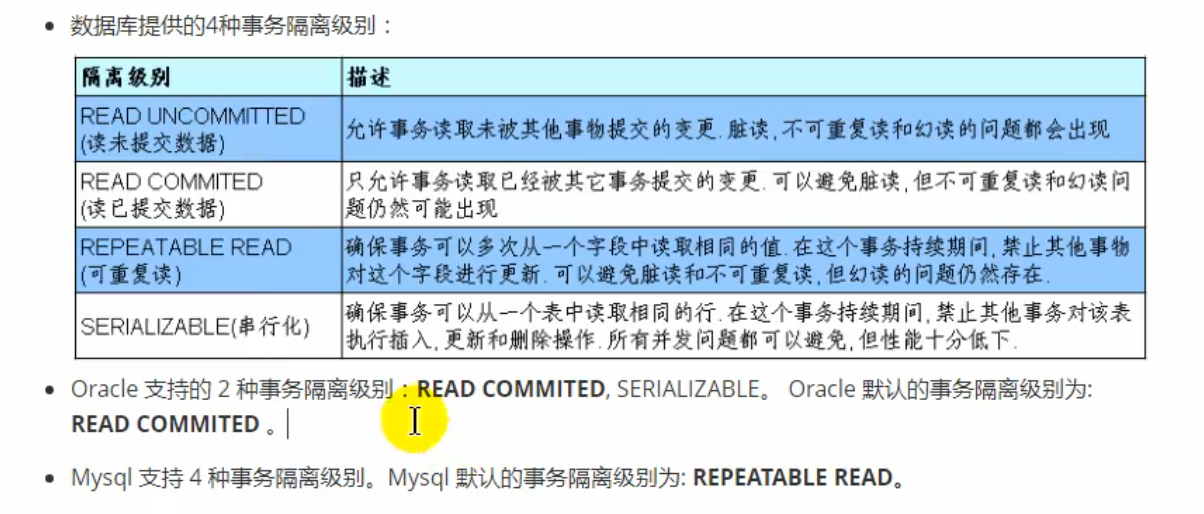 数据库提供的4种事务隔离级别：
隔离级别 描述
READ UNCOMMITTED
(读未提交数据)
允许事务读取未被其他事物提交的变更.脏读,不可重复读和幻读的问题都会出现
READ COMMITED
(读已提交数据)
只允许事务读取已经被其它事务提交的变更.可以避免脏读,但不可重复读和幻读问
题仍然可能出现
REPEATABLE READ
(可重复读)
确保事务可以多次从一个字段中读取相同的值.在这个事务持续期间,禁止其他事物
对这个字段进行更新.可以避免脏读和不可重复读,但幻读的问题仍然存在.
SERIALIZABLE(串行化)
确保事务可以从一个表中读取相同的行.在这个事务持续期间,禁止其他事务对该表
执行插入,更新和删除操作.所有并发问题都可以避免,但性能十分低下.
Oracle 支持的 2 种事务隔离级别：READ COMMITED, SERIALIZABLE。 Oracle 默认的事务隔离级别为:
READ COMMITED 。
Mysql 支持 4 种事务隔离级别。Mysql 默认的事务隔离级别为: REPEATABLE READ。